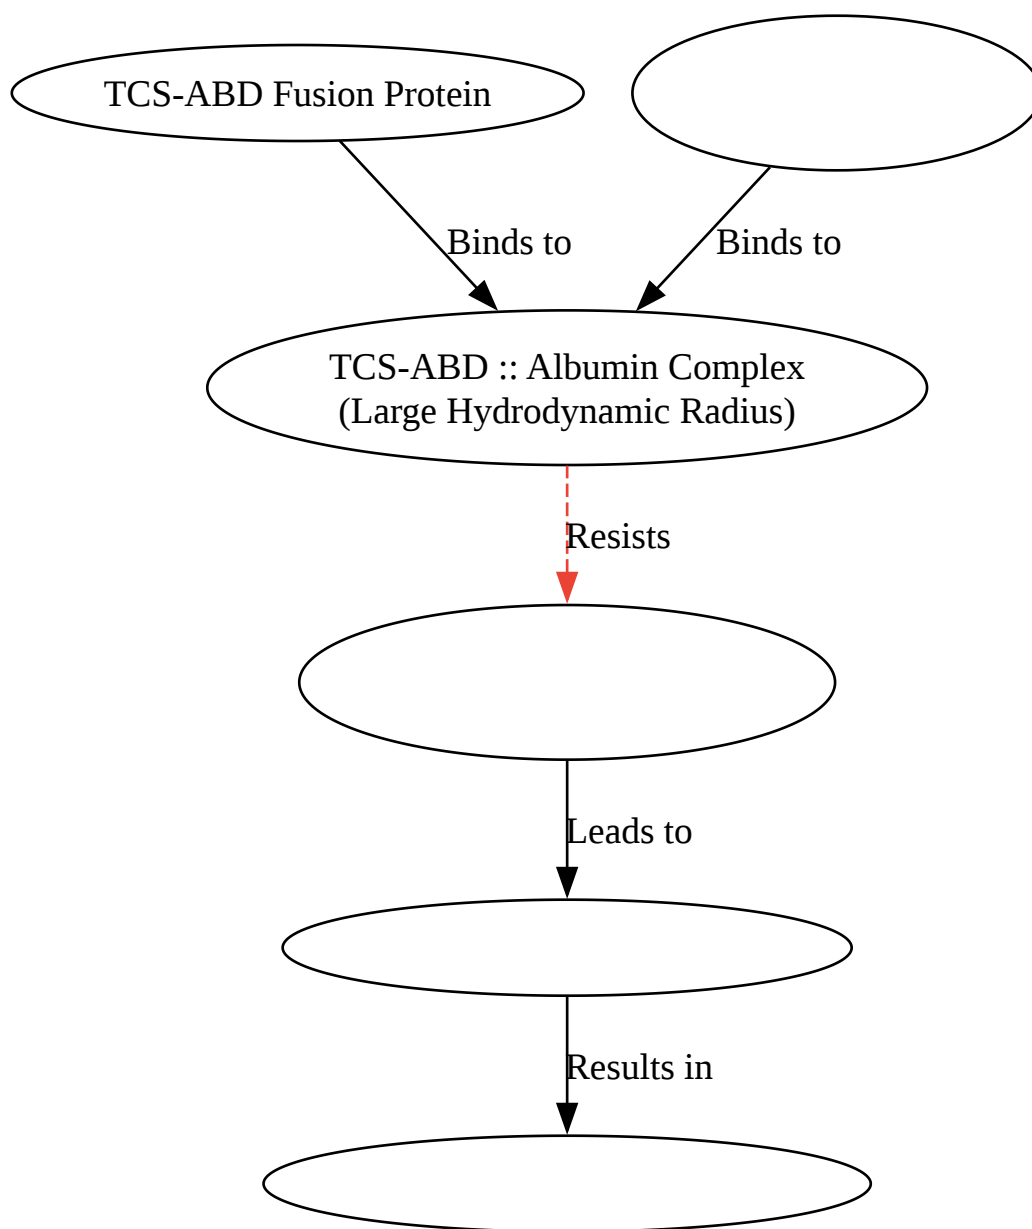 TCS-ABD Fusion Protein
Binds to
Binds to
TCS-ABD :: Albumin Complex
(Large Hydrodynamic Radius)
Resists
Leads to
Results in